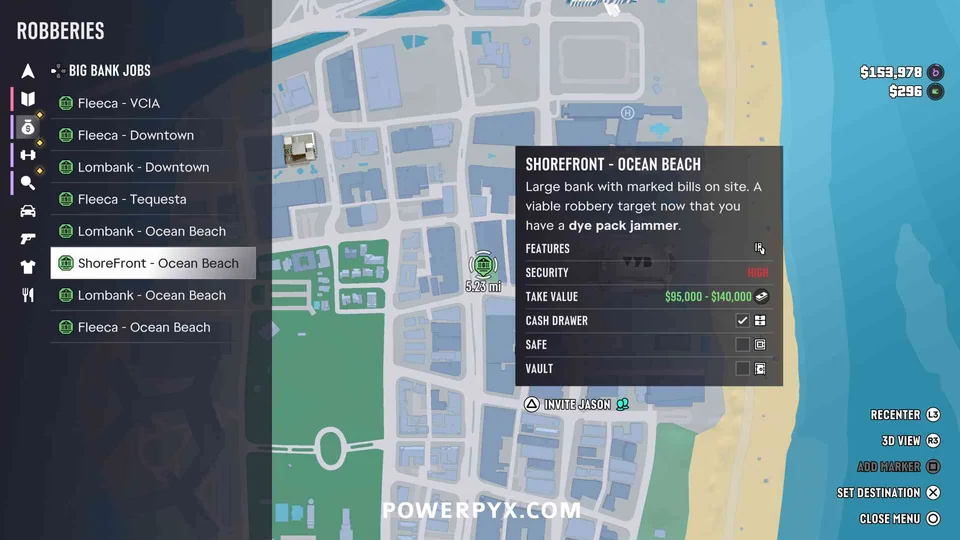 ROBBERIES
BIG BANK JOBS
Fleeca - VCIA
Fleeca - Downtown
Lombank - Downtown
Fleeca - Tequesta
Lombank - Ocean Beach
ShoreFront - Ocean Beach
Lombank - Ocean Beach
Fleeca - Ocean Beach
$153,978
$296
H
5.23 mi
SHOREFRONT - OCEAN BEACH
Large bank with marked bills on site. A
viable robbery target now that you
have a dye pack jammer.
FEATURES
SECURITY HIGH
TAKE VALUE $95,000 - $140,000
CASH DRAWER
SAFE
VAULT
INVITE JASON
RECENTER L3
3D VIEW R3
ADD MARKER
SET DESTINATION
CLOSE MENU
POWERPYX.COM